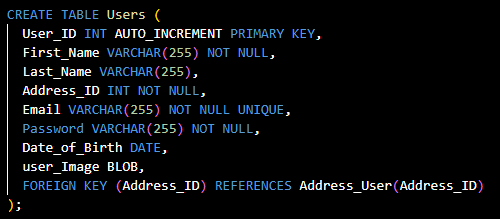 CREATE TABLE Users (
User_ID INT AUTO_INCREMENT PRIMARY KEY,
First_Name VARCHAR(255) NOT NULL,
Last_Name VARCHAR(255),
Address_ID INT NOT NULL,
Email VARCHAR(255) NOT NULL UNIQUE,
Password VARCHAR(255) NOT NULL,
Date_of_Birth DATE,
user_Image BLOB,
FOREIGN KEY (Address_ID) REFERENCES Address_User(Address_ID)
);